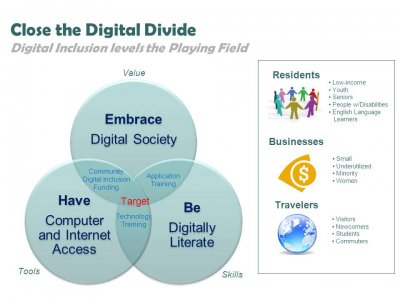 Close the Digital Divide
Digital Inclusion levels the Playing Field
Value
Embrace
Digital Society
Community
Digital Inclusion
Funding
Application
Training
Have
Computer
and Internet
Access
Target
Technology
Training
Be
Digitally
Literate
Tools
Skills
Residents
• Low-income
• Youth
• Seniors
• People w/Disabilities
• English Language
Learners
Businesses
$
• Small
• Underutilized
• Minority
• Women
Travelers
• Visitors
• Newcomers
• Students
• Commuters